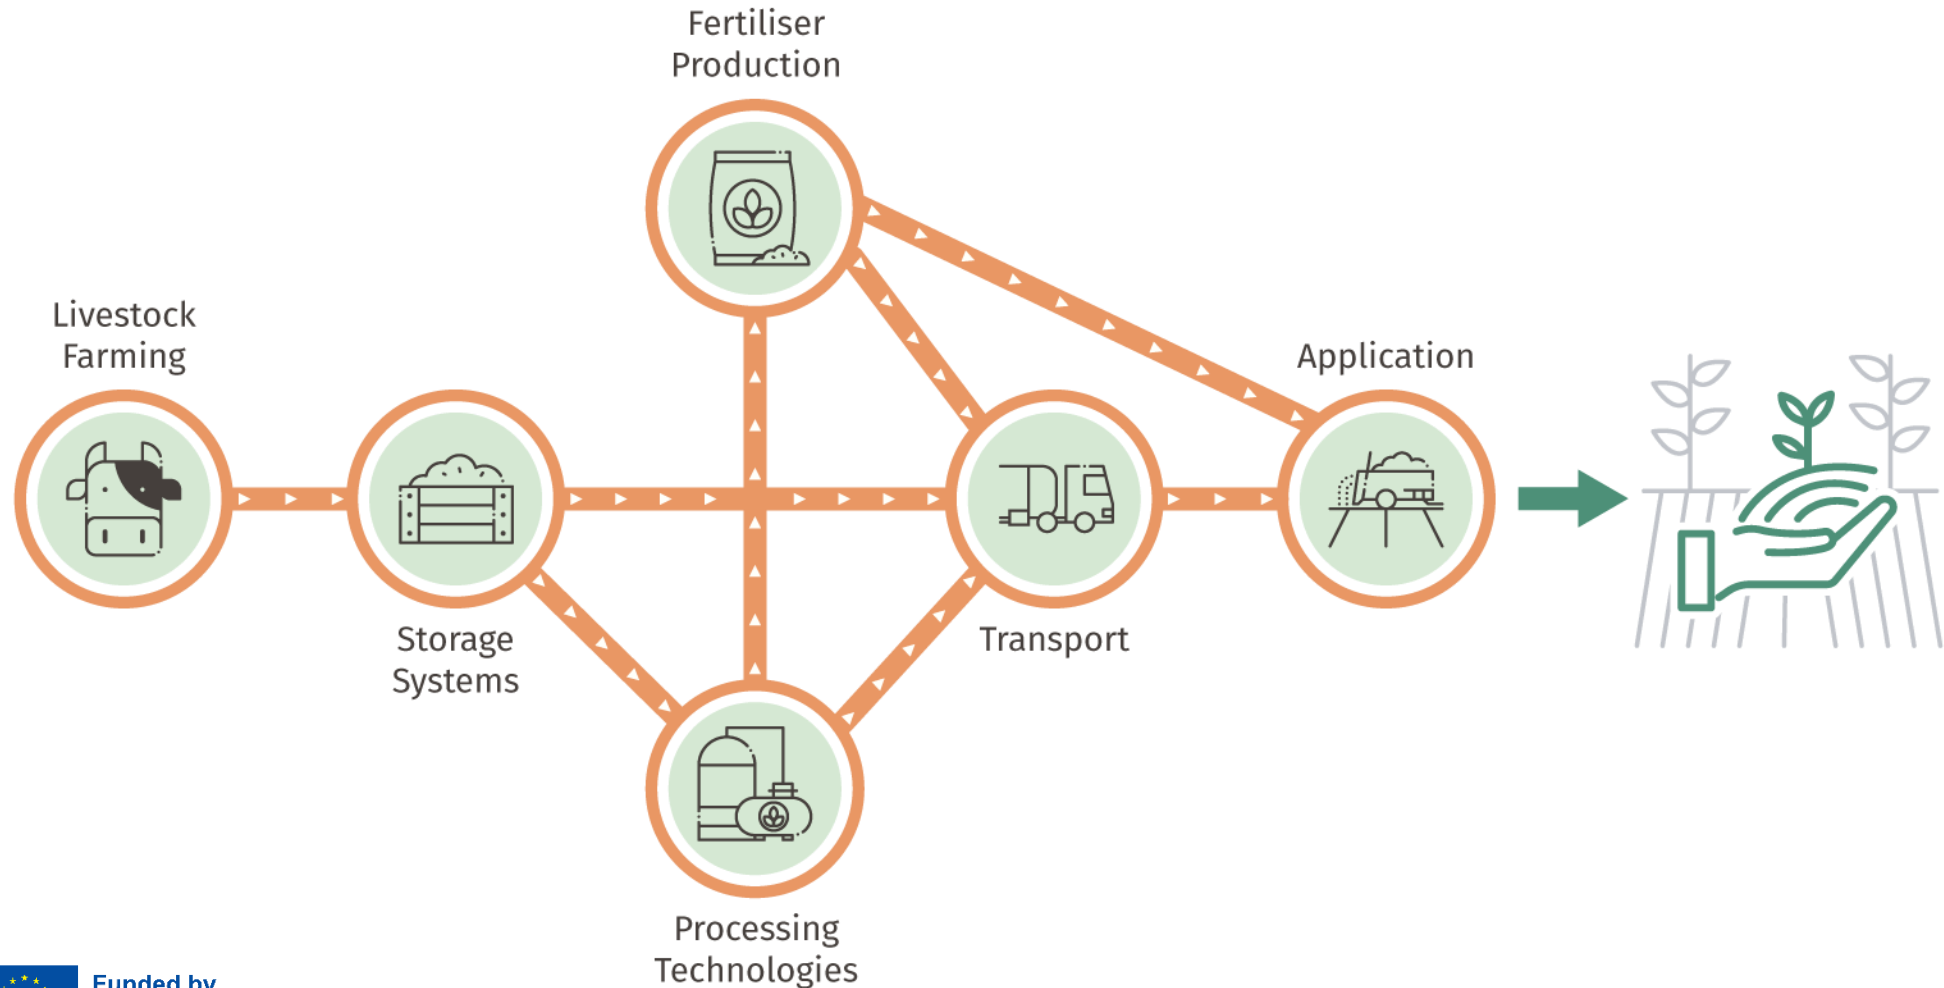 Fertiliser
Production
Livestock
Farming
Application
Storage
Systems
Transport
Processing
Technologies
Funded by